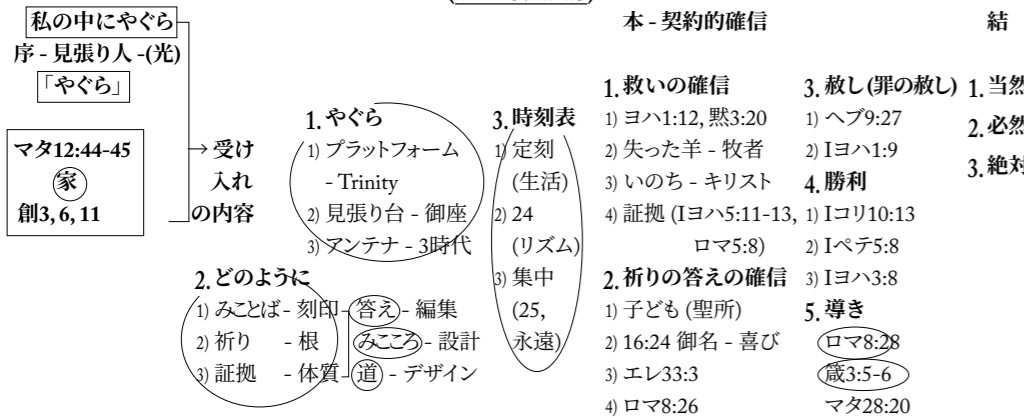 本 - 契約的確信
結
私の中にやぐら
序 - 見張り人 -(光)
「やぐら」
マタ12:44-45
家
創3, 6, 11
→ 受け
入れ
の内容
1. やぐら
1) プラットフォーム
- Trinity
2) 見張り台 - 御座
3) アンテナ - 3時代
2. どのように
1) みことば - 刻印 - 答え - 編集
2) 祈り - 根 みこころ - 設計
3) 証拠 - 体質 - 道 - デザイン
3. 時刻表
1) 定刻
(生活)
2) 24
(リズム)
3) 集中
(25,
永遠)
1. 救いの確信
1) ヨハ1:12, 黙3:20
2) 失った羊 - 牧者
3) いのち - キリスト
4) 証拠 (Iヨハ5:11-13,
ロマ5:8)
2. 祈りの答えの確信
1) 子ども (聖所)
2) 16:24 御名 - 喜び
3) エレ33:3
4) ロマ8:26
3. 赦し (罪の赦し)
1) ヘブ9:27
2) Iヨハ1:9
4. 勝利
1) Iコリ10:13
2) Iペテ5:8
3) Iヨハ3:8
5. 導き
ロマ8:28
箴3:5-6
マタ28:20
1. 当然
2. 必然
3. 絶対